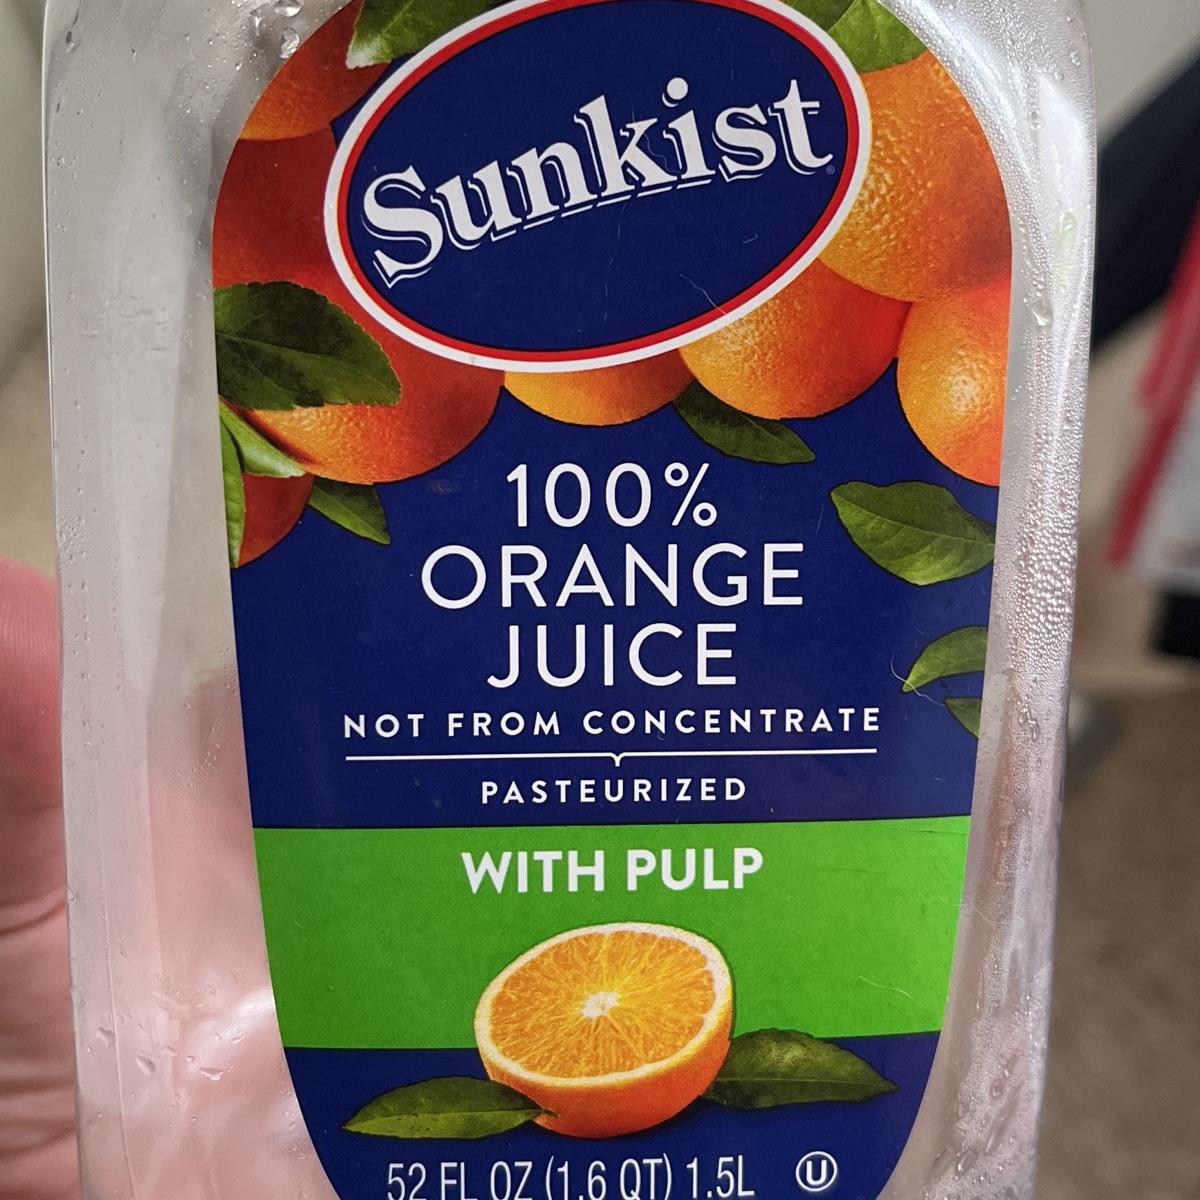 Sunkist®
100%
ORANGE
JUICE
NOT FROM CONCENTRATE
PASTEURIZED
WITH PULP
52 FL OZ (1.6 QT) 1.5L Ⓤ